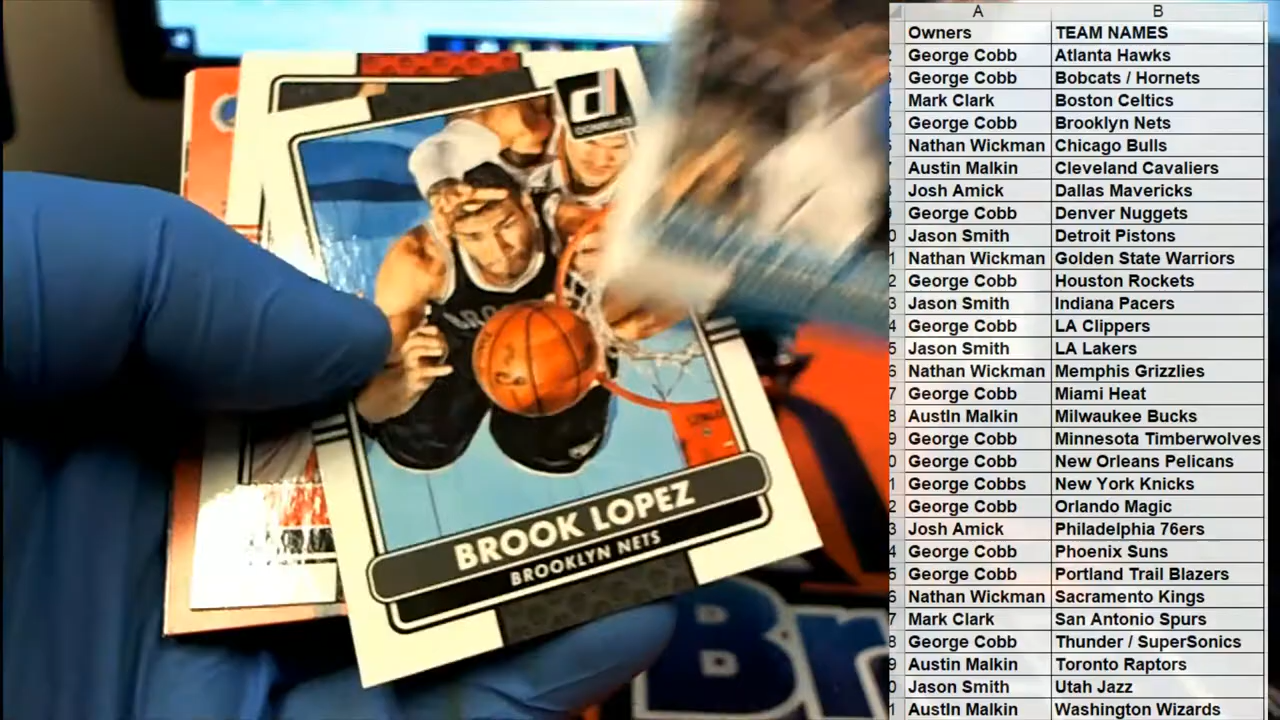 DONRUSS
BROOK LOPEZ
BROOKLYN NETS
Br
A B
Owners TEAM NAMES
George Cobb Atlanta Hawks
George Cobb Bobcats / Hornets
Mark Clark Boston Celtics
George Cobb Brooklyn Nets
Nathan Wickman Chicago Bulls
Austin Malkin Cleveland Cavaliers
Josh Amick Dallas Mavericks
George Cobb Denver Nuggets
Jason Smith Detroit Pistons
Nathan Wickman Golden State Warriors
George Cobb Houston Rockets
Jason Smith Indiana Pacers
George Cobb LA Clippers
Jason Smith LA Lakers
Nathan Wickman Memphis Grizzlies
George Cobb Miami Heat
AustIn Malkin Milwaukee Bucks
George Cobb Minnesota Timberwolves
George Cobb New Orleans Pelicans
George Cobbs New York Knicks
George Cobb Orlando Magic
Josh Amick Philadelphia 76ers
George Cobb Phoenix Suns
George Cobb Portland Trail Blazers
Nathan Wickman Sacramento Kings
Mark Clark San Antonio Spurs
George Cobb Thunder / SuperSonics
Austin Malkin Toronto Raptors
Jason Smith Utah Jazz
AustIn Malkin Washington Wizards